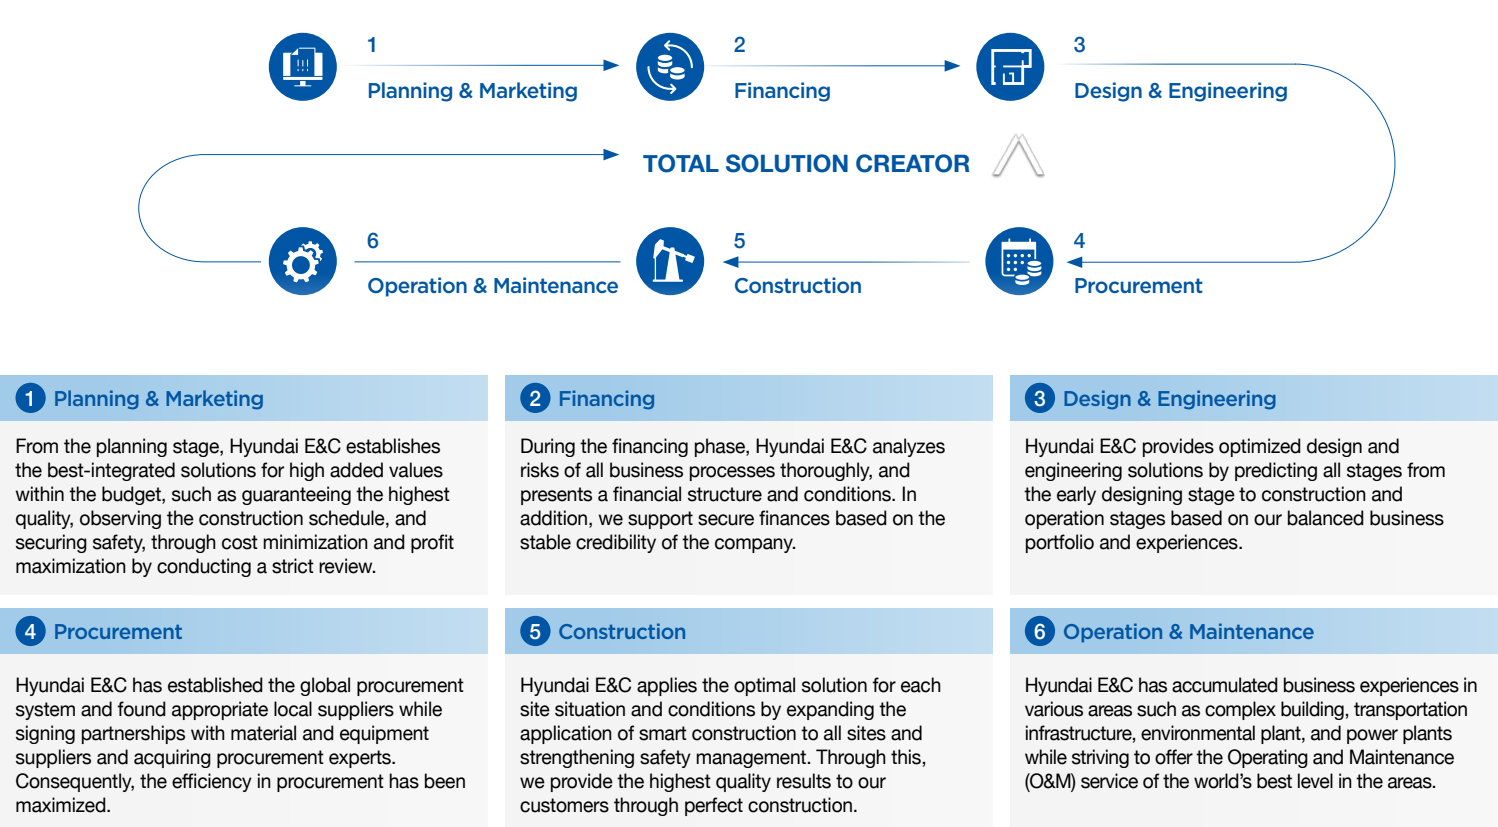 1
Planning & Marketing
2
Financing
3
Design & Engineering
TOTAL SOLUTION CREATOR
6
Operation & Maintenance
5
Construction
4
Procurement
1 Planning & Marketing
From the planning stage, Hyundai E&C establishes
the best-integrated solutions for high added values
within the budget, such as guaranteeing the highest
quality, observing the construction schedule, and
securing safety, through cost minimization and profit
maximization by conducting a strict review.
2 Financing
During the financing phase, Hyundai E&C analyzes
risks of all business processes thoroughly, and
presents a financial structure and conditions. In
addition, we support secure finances based on the
stable credibility of the company.
3 Design & Engineering
Hyundai E&C provides optimized design and
engineering solutions by predicting all stages from
the early designing stage to construction and
operation stages based on our balanced business
portfolio and experiences.
4 Procurement
Hyundai E&C has established the global procurement
system and found appropriate local suppliers while
signing partnerships with material and equipment
suppliers and acquiring procurement experts.
Consequently, the efficiency in procurement has been
maximized.
5 Construction
Hyundai E&C applies the optimal solution for each
site situation and conditions by expanding the
application of smart construction to all sites and
strengthening safety management. Through this,
we provide the highest quality results to our
customers through perfect construction.
6 Operation & Maintenance
Hyundai E&C has accumulated business experiences in
various areas such as complex building, transportation
infrastructure, environmental plant, and power plants
while striving to offer the Operating and Maintenance
(O&M) service of the world's best level in the areas.